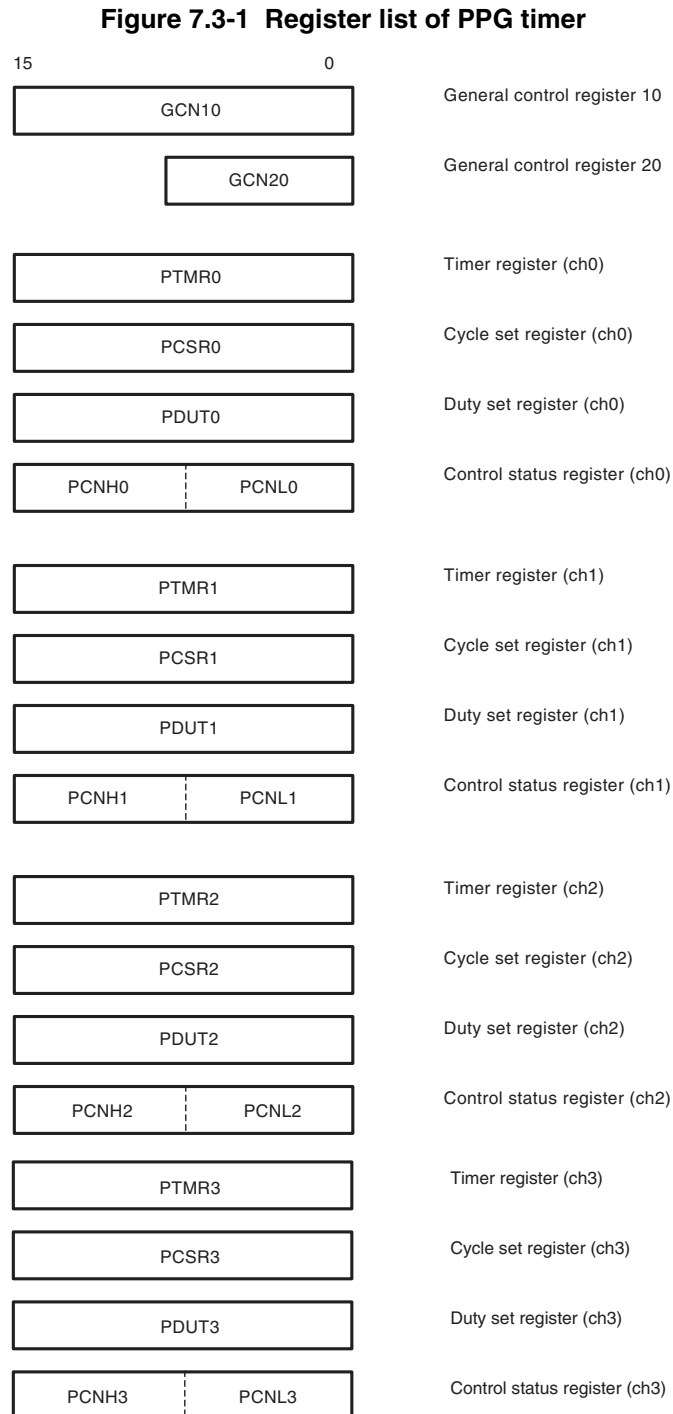 Figure 7.3-1 Register list of PPG timer
15 0
GCN10 General control register 10
GCN20 General control register 20
PTMR0 Timer register (ch0)
PCSR0 Cycle set register (ch0)
PDUT0 Duty set register (ch0)
PCNH0 PCNL0 Control status register (ch0)
PTMR1 Timer register (ch1)
PCSR1 Cycle set register (ch1)
PDUT1 Duty set register (ch1)
PCNH1 PCNL1 Control status register (ch1)
PTMR2 Timer register (ch2)
PCSR2 Cycle set register (ch2)
PDUT2 Duty set register (ch2)
PCNH2 PCNL2 Control status register (ch2)
PTMR3 Timer register (ch3)
PCSR3 Cycle set register (ch3)
PDUT3 Duty set register (ch3)
PCNH3 PCNL3 Control status register (ch3)